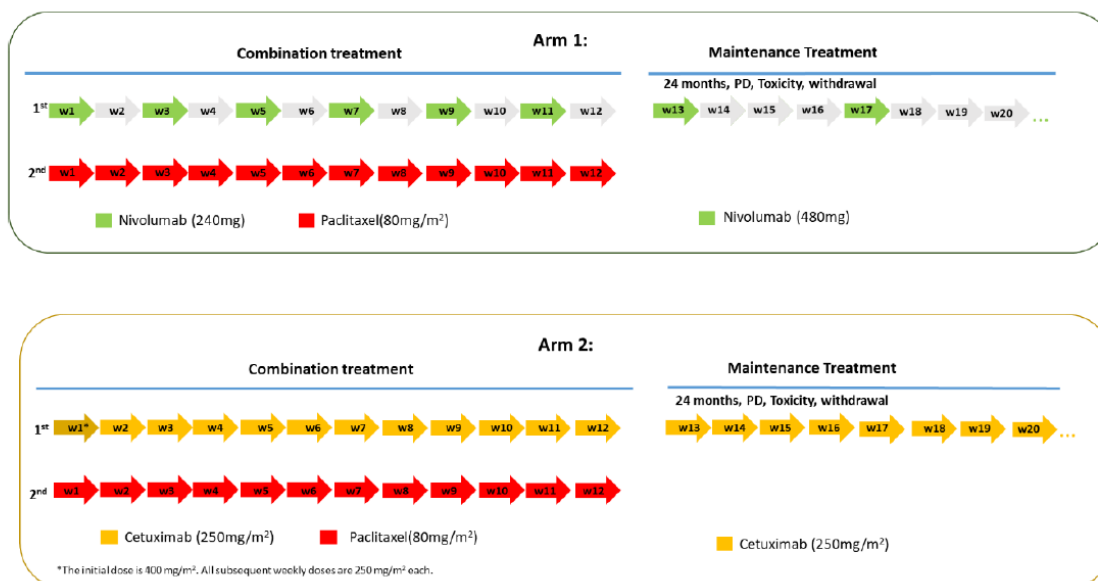 Arm 1:
Combination treatment
Maintenance Treatment
24 months, PD, Toxicity, withdrawal
1st w1 w2 w3 w4 w5 w6 w7 w8 w9 w10 w11 w12 w13 w14 w15 w16 w17 w18 w19 w20 ...
2nd w1 w2 w3 w4 w5 w6 w7 w8 w9 w10 w11 w12
Nivolumab (240mg) Paclitaxel(80mg/m²) Nivolumab (480mg)
Arm 2:
Combination treatment
Maintenance Treatment
24 months, PD, Toxicity, withdrawal
1st w1* w2 w3 w4 w5 w6 w7 w8 w9 w10 w11 w12 w13 w14 w15 w16 w17 w18 w19 w20 ...
2nd w1 w2 w3 w4 w5 w6 w7 w8 w9 w10 w11 w12
Cetuximab (250mg/m²) Paclitaxel(80mg/m²) Cetuximab (250mg/m²)
*The initial dose is 400 mg/m². All subsequent weekly doses are 250 mg/m² each.